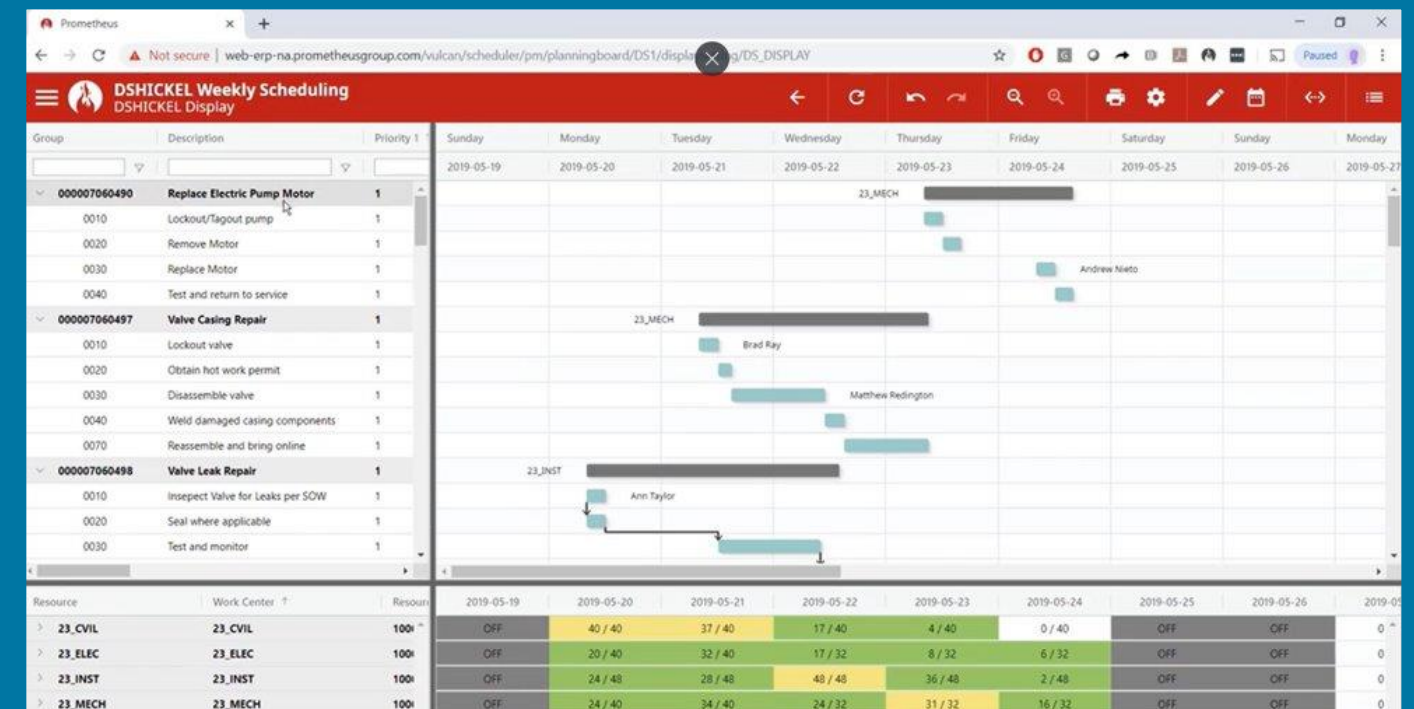 Prometheus
Not secure | web-erp-na.prometheusgroup.com/vulcan/scheduler/pm/planningboard/DS1/displa g/DS_DISPLAY
Paused
DSHICKEL Weekly Scheduling
DSHICKEL Display
Group Description Priority 1 Sunday Monday Tuesday Wednesday Thursday Friday Saturday Sunday Monday
2019-05-19 2019-05-20 2019-05-21 2019-05-22 2019-05-23 2019-05-24 2019-05-25 2019-05-26 2019-05-27
000007060490 Replace Electric Pump Motor 1 23_MECH
0010 Lockout/Tagout pump 1
0020 Remove Motor 1
0030 Replace Motor 1 Andrew Nieto
0040 Test and return to service 1
000007060497 Valve Casing Repair 1 23_MECH
0010 Lockout valve 1 Brad Ray
0020 Obtain hot work permit 1
0030 Disassemble valve 1 Matthew Redington
0040 Weld damaged casing components 1
0070 Reassemble and bring online 1
000007060498 Valve Leak Repair 1 23_INST
0010 Insepect Valve for Leaks per SOW 1 Ann Taylor
0020 Seal where applicable 1
0030 Test and monitor 1
Resource Work Center Resour 2019-05-19 2019-05-20 2019-05-21 2019-05-22 2019-05-23 2019-05-24 2019-05-25 2019-05-26 2019-05
23_CVIL 23_CVIL 100 OFF 40 / 40 37 / 40 17 / 40 4 / 40 0 / 40 OFF OFF 0
23_ELEC 23_ELEC 100 OFF 20 / 40 32 / 40 17 / 32 8 / 32 6 / 32 OFF OFF 0
23_INST 23_INST 100 OFF 24 / 48 28 / 48 48 / 48 36 / 48 2 / 48 OFF OFF 0
23_MECH 23_MECH 100 OFF 24 / 40 34 / 40 24 / 32 31 / 32 16 / 32 OFF OFF 0